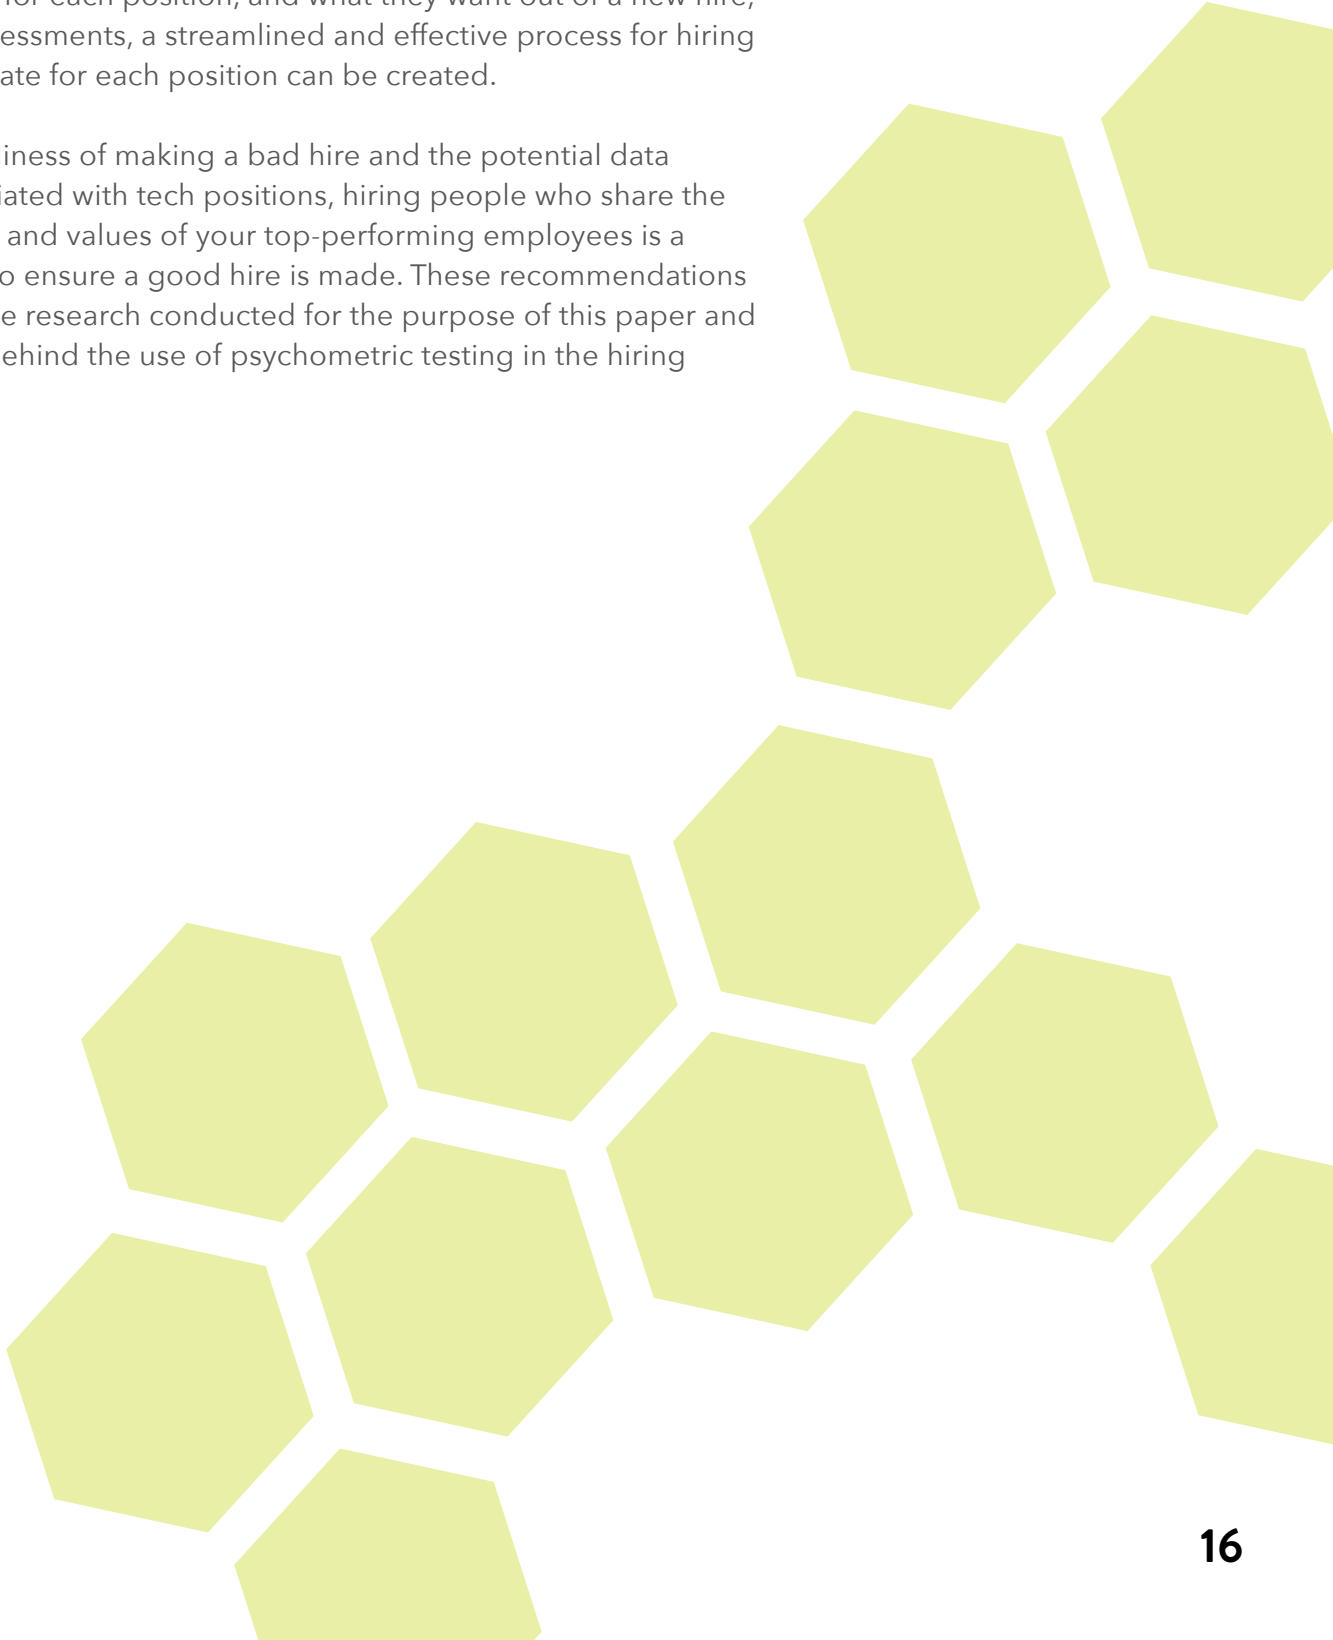 for each position, and what they want out of a new hire,
essments, a streamlined and effective process for hiring
ate for each position can be created.
iness of making a bad hire and the potential data
iated with tech positions, hiring people who share the
and values of your top-performing employees is a
o ensure a good hire is made. These recommendations
e research conducted for the purpose of this paper and
ehind the use of psychometric testing in the hiring
16